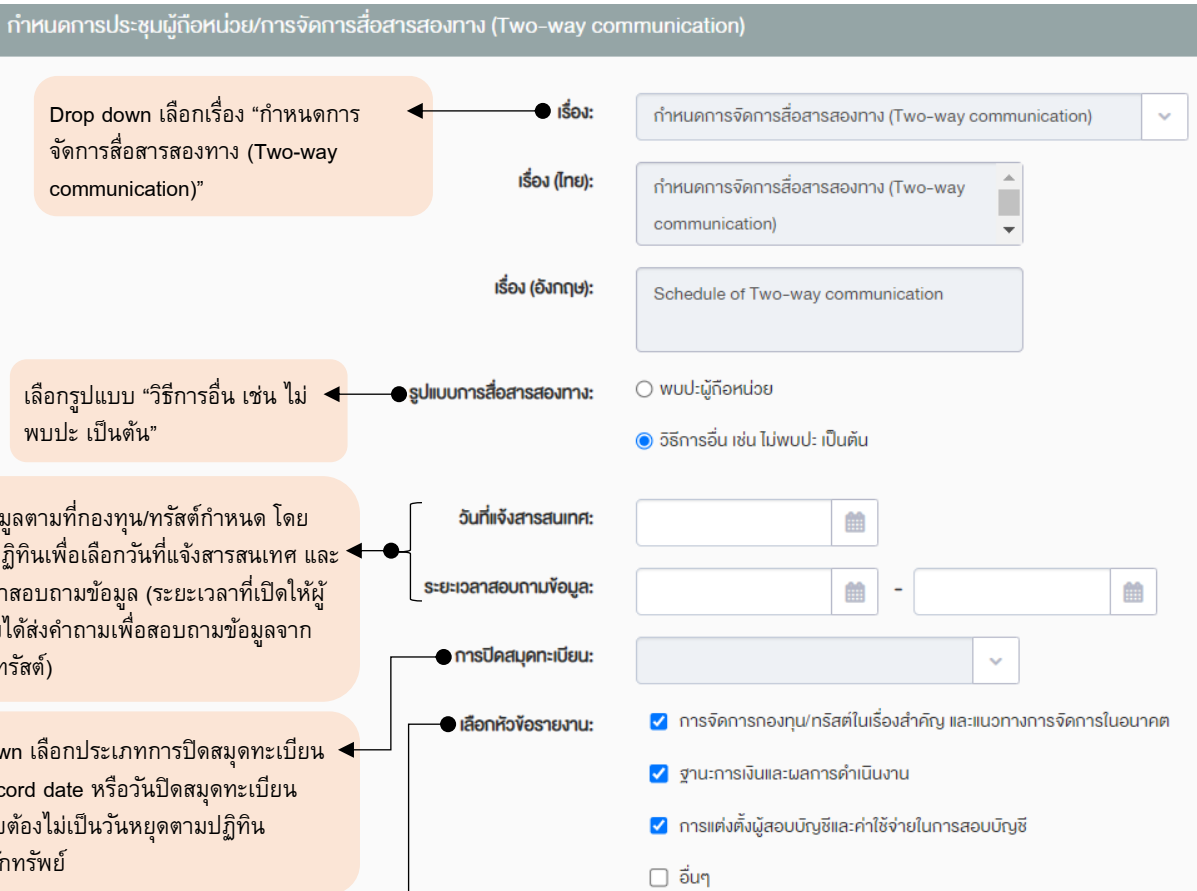 กำหนดการประชุมผู้ถือหน่วย/การจัดการสื่อสารสองทาง (Two-way communication)
Drop down เลือกเรื่อง “กำหนดการ
จัดการสื่อสารสองทาง (Two-way
communication)”
เรื่อง:
กำหนดการจัดการสื่อสารสองทาง (Two-way communication)
เรื่อง (ไทย):
กำหนดการจัดการสื่อสารสองทาง (Two-way
communication)
เรื่อง (อังกฤษ):
Schedule of Two-way communication
เลือกรูปแบบ “วิธีการอื่น เช่น ไม่
พบปะ เป็นต้น”
รูปแบบการสื่อสารสองทาง:
พบปะผู้ถือหน่วย
วิธีการอื่น เช่น ไม่พบปะ เป็นต้น
มูลตามที่กองทุน/ทรัสต์กำหนด โดย
ฏิทินเพื่อเลือกวันที่แจ้งสารสนเทศ และ
าสอบถามข้อมูล (ระยะเวลาที่เปิดให้ผู้
ได้ส่งคำถามเพื่อสอบถามข้อมูลจาก
ทรัสต์)
วันที่แจ้งสารสนเทศ:
ระยะเวลาสอบถามข้อมูล:
-
การปิดสมุดทะเบียน:
wn เลือกประเภทการปิดสมุดทะเบียน
cord date หรือวันปิดสมุดทะเบียน
ต้องไม่เป็นวันหยุดตามปฏิทิน
ักทรัพย์
เลือกหัวข้อรายงาน:
การจัดการกองทุน/ทรัสต์ในเรื่องสำคัญ และแนวทางการจัดการในอนาคต
ฐานะการเงินและผลการดำเนินงาน
การแต่งตั้งผู้สอบบัญชีและค่าใช้จ่ายในการสอบบัญชี
อื่นๆ